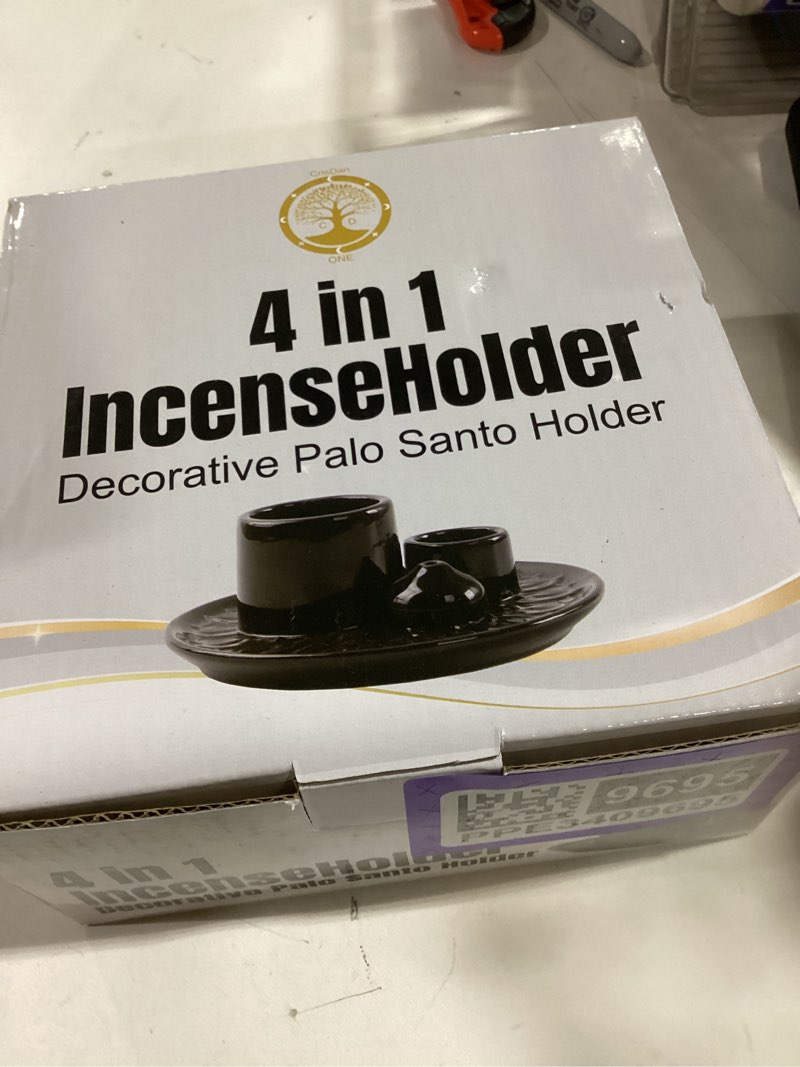 CrisDan
C D
ONE
4 in 1
IncenseHolder
Decorative Palo Santo Holder
9695
PPE3409695
4 in 1
IncenseHolder
Decorative Palo Santo Holder